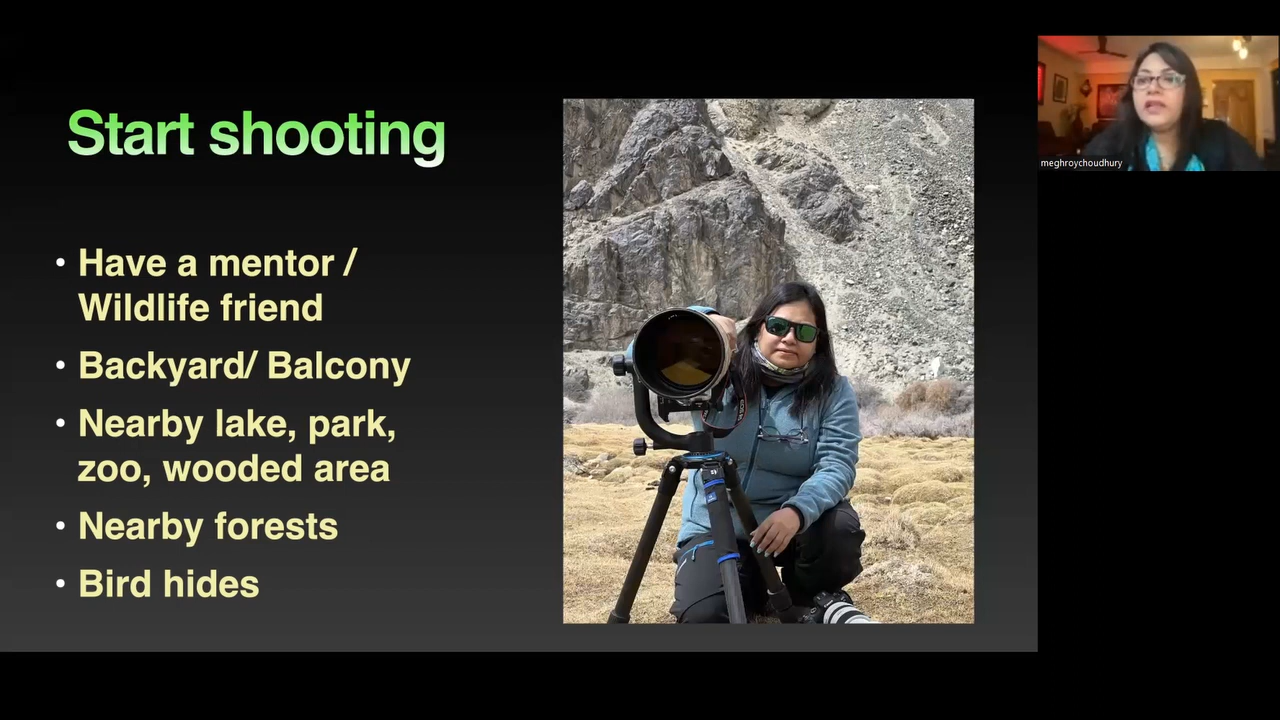 Start shooting
• Have a mentor /
Wildlife friend
• Backyard/ Balcony
• Nearby lake, park,
zoo, wooded area
• Nearby forests
• Bird hides
meghroychoudhury